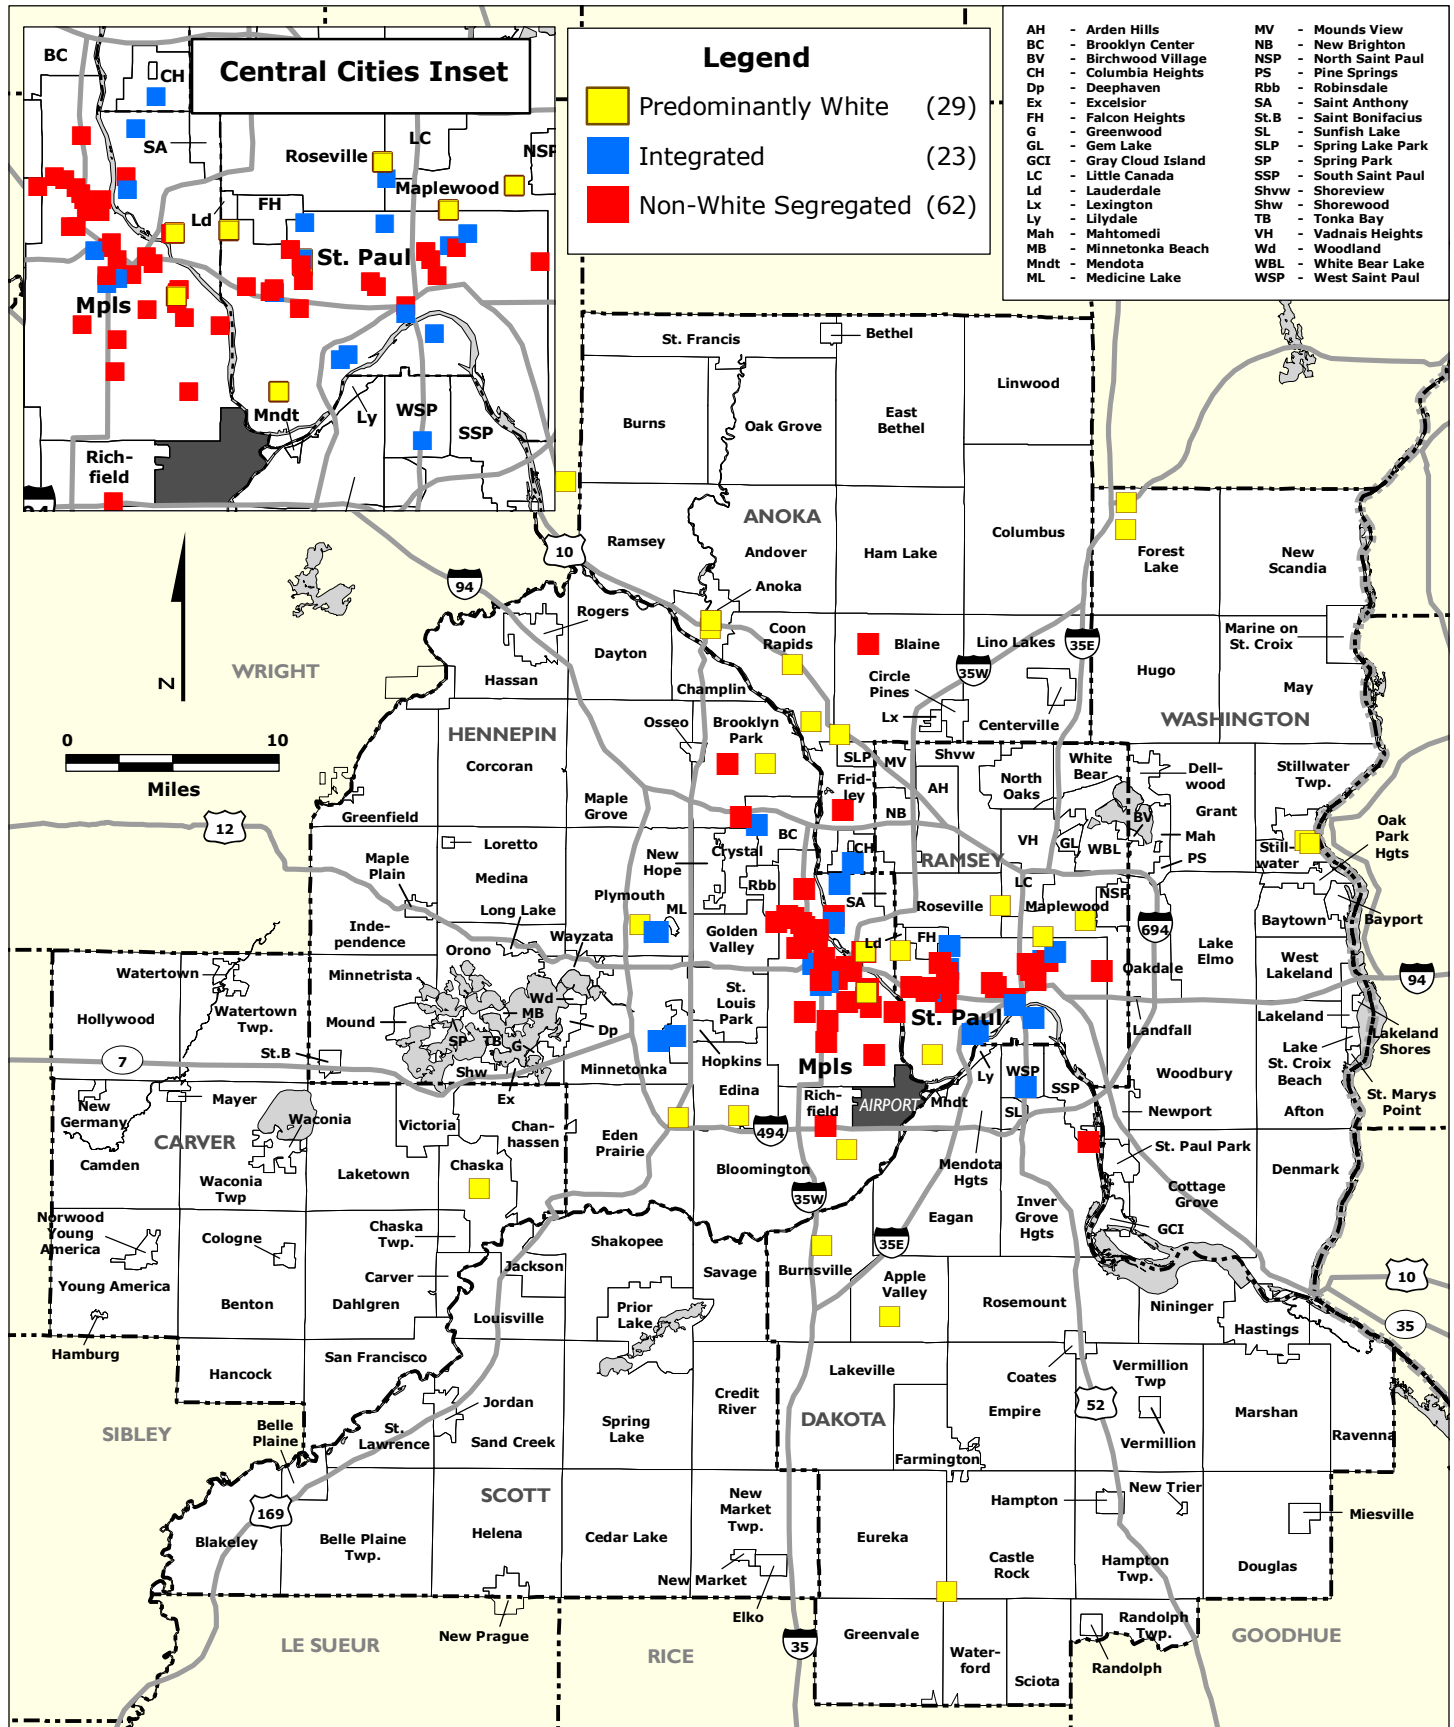 Central Cities Inset
BC
CH
SA
LC
NSP
Roseville
Maplewood
FH
Ld
St. Paul
Mpls
Mndt
Ly
WSP
SSP
Rich-
field
Legend
Predominantly White (29)
Integrated (23)
Non-White Segregated (62)
AH - Arden Hills
BC - Brooklyn Center
BV - Birchwood Village
CH - Columbia Heights
Dp - Deephaven
Ex - Excelsior
FH - Falcon Heights
G - Greenwood
GL - Gem Lake
GCI - Gray Cloud Island
LC - Little Canada
Ld - Lauderdale
Lx - Lexington
Ly - Lilydale
Mah - Mahtomedi
MB - Minnetonka Beach
Mndt - Mendota
ML - Medicine Lake
MV - Mounds View
NB - New Brighton
NSP - North Saint Paul
PS - Pine Springs
Rbb - Robinsdale
SA - Saint Anthony
St.B - Saint Bonifacius
SL - Sunfish Lake
SLP - Spring Lake Park
SP - Spring Park
SSP - South Saint Paul
Shvw - Shoreview
Shw - Shorewood
TB - Tonka Bay
VH - Vadnais Heights
Wd - Woodland
WBL - White Bear Lake
WSP - West Saint Paul
St. Francis
Bethel
Linwood
Burns
Oak Grove
East
Bethel
ANOKA
Ramsey
Andover
Ham Lake
Columbus
Forest
Lake
New
Scandia
10
94
Anoka
Rogers
Dayton
Coon
Rapids
Blaine
Lino Lakes
35E
35W
Marine on
St. Croix
Hugo
May
WRIGHT
N
Hassan
Champlin
Circle
Pines
Lx
Centerville
WASHINGTON
0 10
Miles
HENNEPIN
Osseo
Brooklyn
Park
Corcoran
SLP
MV
Shvw
White
Bear
Dell-
wood
Stillwater
Twp.
Frid-
ley
AH
North
Oaks
Grant
Maple
Grove
Greenfield
12
NB
BV
Mah
Oak
Park
Hgts
BC
CH
VH
GL
WBL
PS
Still-
water
Loretto
Maple
Plain
Medina
New
Hope
Crystal
Rbb
RAMSEY
LC
NSP
Plymouth
ML
SA
Roseville
Maplewood
Long Lake
Baytown
Bayport
Inde-
pendence
Orono
Wayzata
Golden
Valley
Ld
FH
694
Lake
Elmo
West
Lakeland
Oakdale
94
Watertown
Minnetrista
Watertown
Twp.
Hollywood
Mound
Wd
MB
Dp
SP
TB
G
St.
Louis
Park
St. Paul
Landfall
Lakeland
Lakeland
Shores
7
St.B
Shw
Minnetonka
Hopkins
Mpls
Ly
WSP
SSP
Woodbury
Lake
St. Croix
Beach
St. Marys
Point
New
Germany
Mayer
Waconia
Ex
Edina
Rich-
field
AIRPORT
Mhdt
SL
Newport
Afton
CARVER
Victoria
Chan-
hassen
Eden
Prairie
494
St. Paul Park
Camden
Waconia
Twp
Laketown
Chaska
Bloomington
Mendota
Hgts
Denmark
Cottage
Grove
35W
Norwood
Young
America
Cologne
Chaska
Twp.
Shakopee
Eagan
Inver
Grove
Hgts
GCI
35E
Young America
Carver
Jackson
Savage
Burnsville
Apple
Valley
10
Benton
Dahlgren
Louisville
Prior
Lake
Rosemount
Nininger
Hastings
35
Hamburg
Hancock
San Francisco
Lakeville
Coates
Vermillion
Twp
Jordan
Credit
River
Empire
52
Marshan
SIBLEY
Belle
Plaine
St.
Lawrence
Sand Creek
Spring
Lake
DAKOTA
Vermillion
Ravenna
Farmington
169
SCOTT
New
Market
Twp.
Hampton
New Trier
Miesville
Blakeley
Belle Plaine
Twp.
Helena
Cedar Lake
Eureka
Castle
Rock
Hampton
Twp.
Douglas
New Market
Elko
New Prague
LE SUEUR
RICE
35
Greenvale
Water-
ford
Sciota
Randolph
Twp.
Randolph
GOODHUE